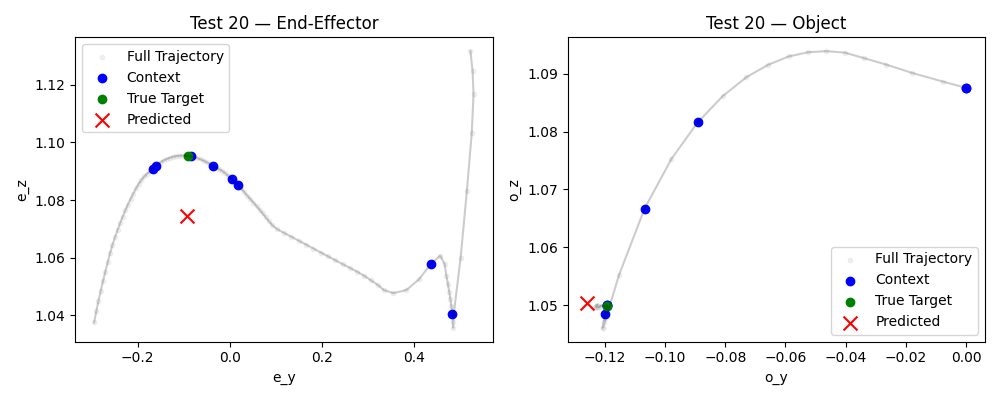 Test 20 — End-Effector
Full Trajectory
Context
True Target
Predicted
1.12
1.10
1.08
1.06
1.04
e_z
−0.2
0.0
0.2
0.4
e_y
Test 20 — Object
1.09
1.08
1.07
1.06
1.05
o_z
Full Trajectory
Context
True Target
Predicted
−0.12
−0.10
−0.08
−0.06
−0.04
−0.02
0.00
o_y